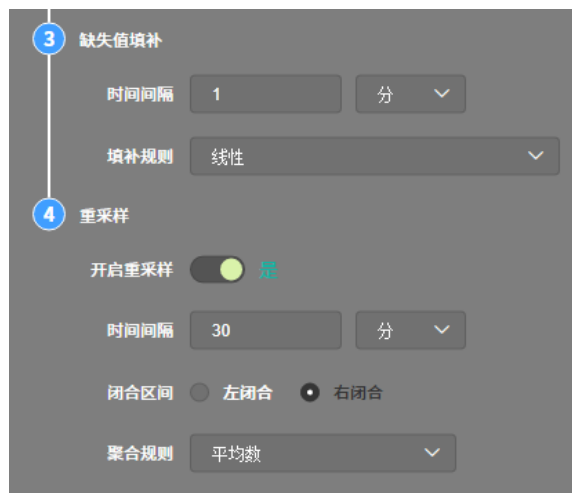 3 缺失值填补
时间间隔 1 分
填补规则 线性
4 重采样
开启重采样 是
时间间隔 30 分
闭合区间 左闭合 右闭合
聚合规则 平均数